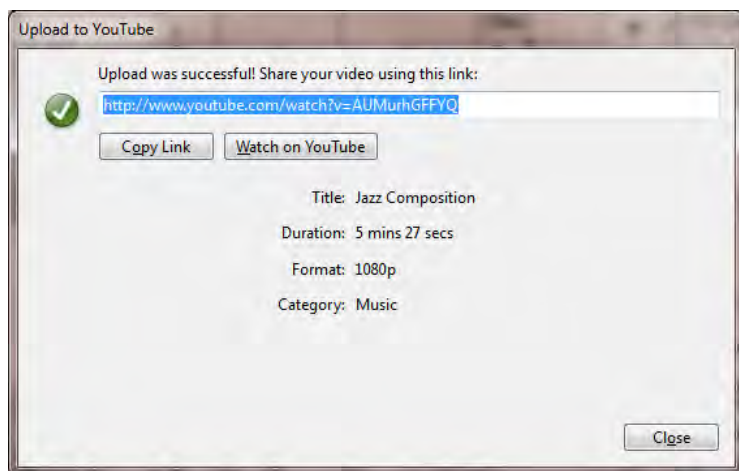 Upload to YouTube
Upload was successful! Share your video using this link:
http://www.youtube.com/watch?v=AUMurhGFFYQ
Copy Link Watch on YouTube
Title: Jazz Composition
Duration: 5 mins 27 secs
Format: 1080p
Category: Music
Close